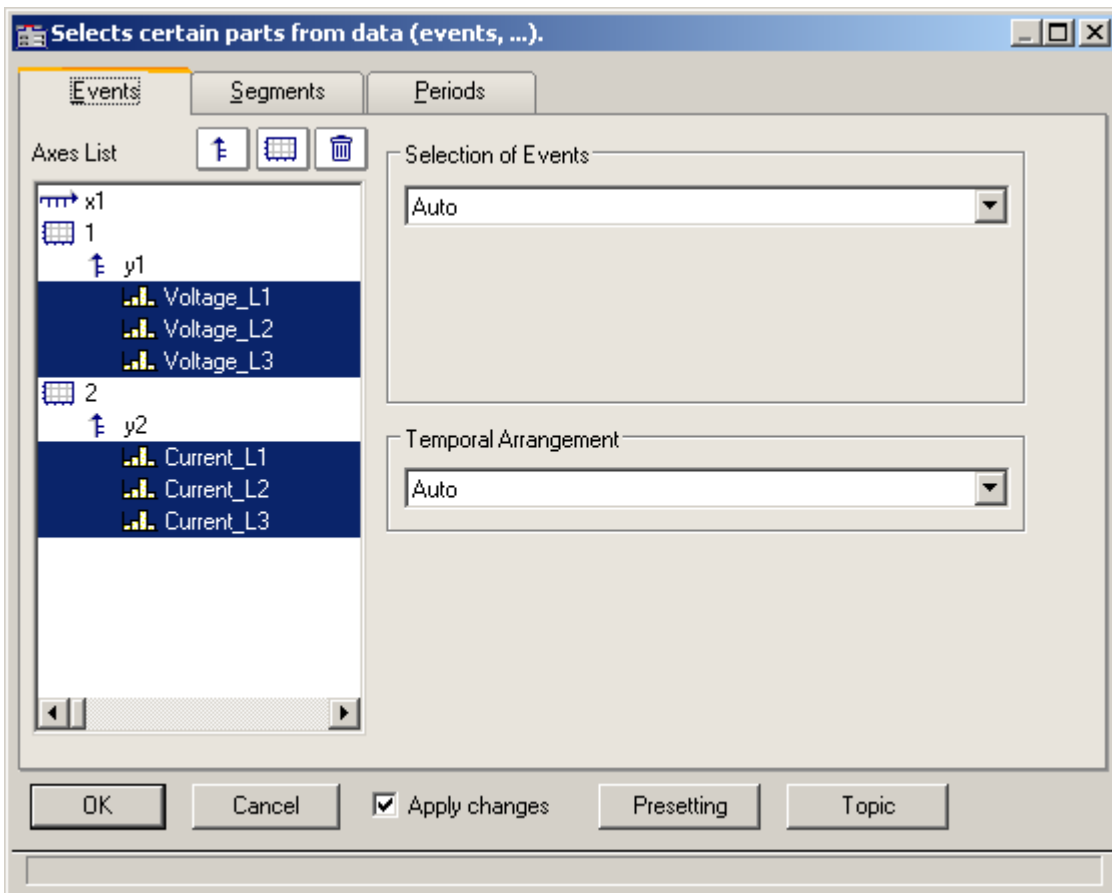 Selects certain parts from data (events, ...).
Events Segments Periods
Axes List
x1
1
y1
Voltage_L1
Voltage_L2
Voltage_L3
2
y2
Current_L1
Current_L2
Current_L3
Selection of Events
Auto
Temporal Arrangement
Auto
OK Cancel Apply changes Presetting Topic